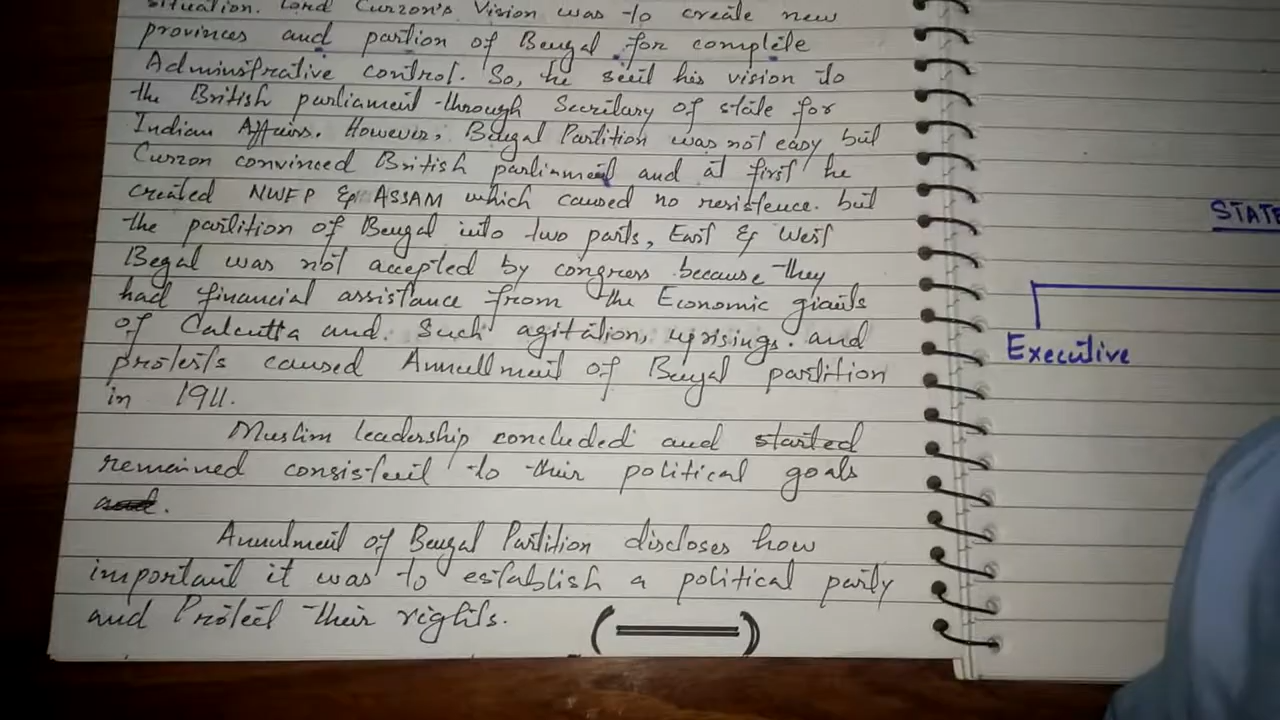 situation. Lord Curzon's Vision was to create new
provinces and partion of Bengal for complete
Administrative control. So, he sent his vision to
the British parliament through Secretary of state for
Indian Affairs. However, Bengal Partition was not easy but
Curzon convinced British parliament and at first he
created NWFP & ASSAM which caused no resistence. but
the partition of Bengal into two parts, East & West
Begal was not accepted by congress because they
had financial assistance from the Economic giants
of Calcutta and. Such agitation, uprisings. and
protests caused Annullment of Bengal partition
in 1911.
Muslim leadership concluded and started
remained consistent to their political goals
and.
Annulment of Bengal Partition discloses how
important it was to establish a political party
and Protect their rights.
STATE
Executive